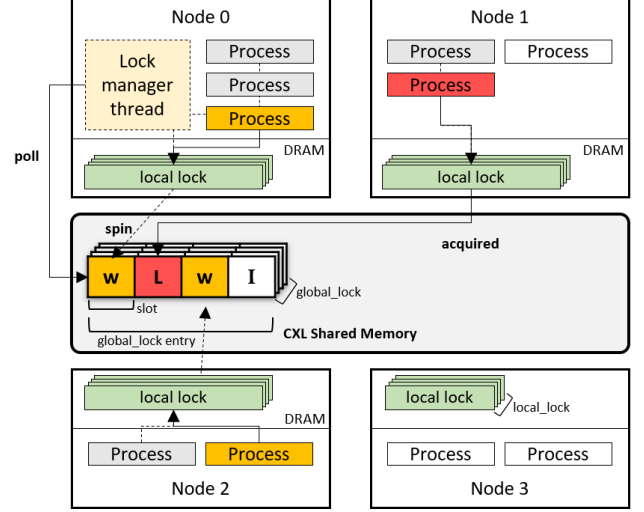 Node 0
Node 1
Lock
manager
thread
Process
Process
Process
Process
Process
Process
poll
DRAM
DRAM
local lock
local lock
spin
acquired
w
L
w
I
global_lock
slot
global_lock entry
CXL Shared Memory
local lock
DRAM
local lock
local_lock
Process
Process
Process
Process
Node 2
Node 3